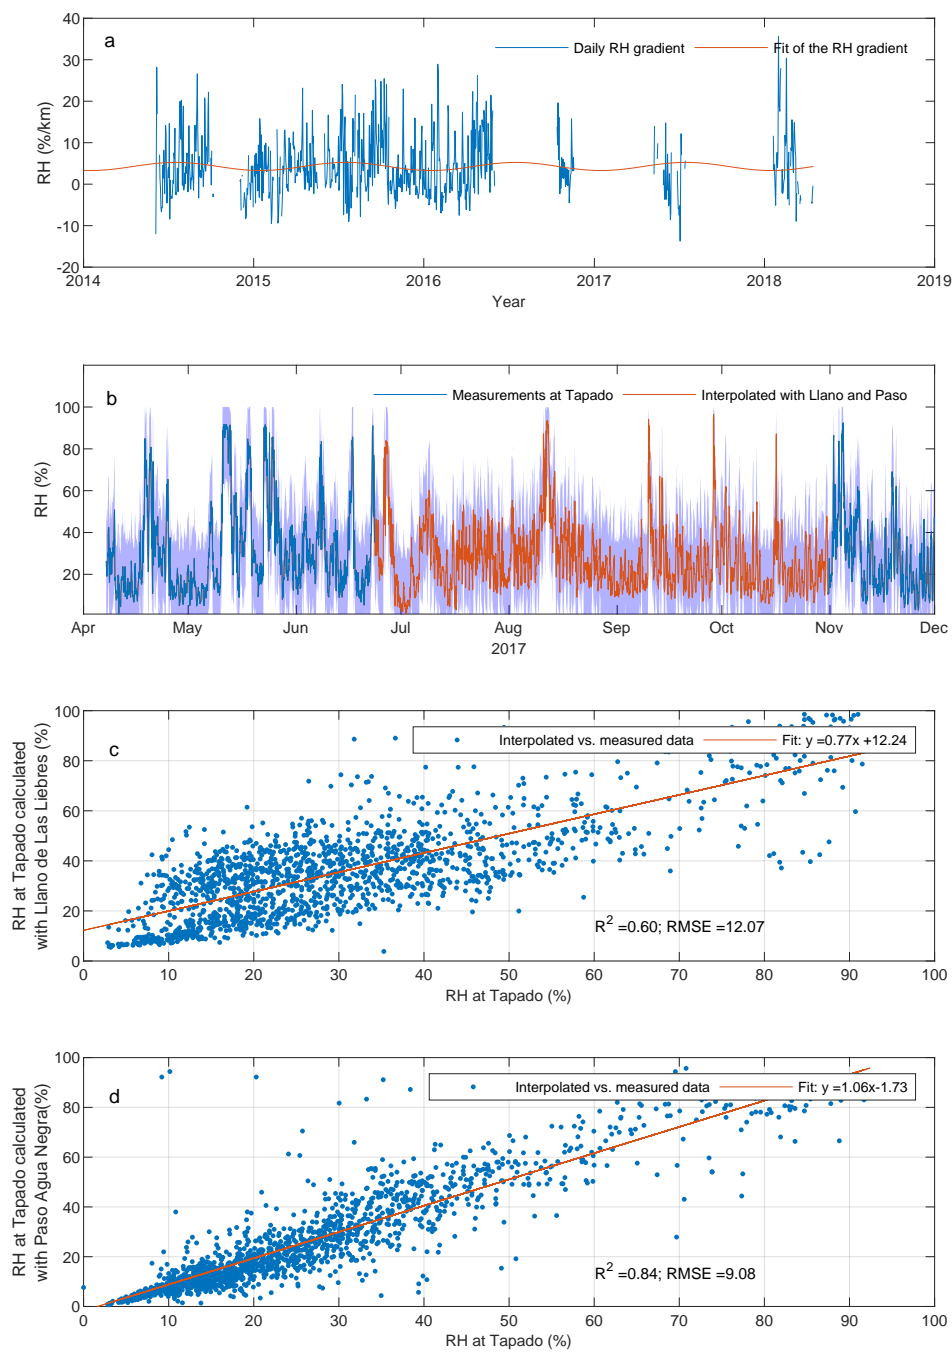 a
Daily RH gradient
Fit of the RH gradient
40
30
20
10
0
-10
-20
RH (%/km)
2014 2015 2016 2017 2018 2019
Year
b
Measurements at Tapado
Interpolated with Llano and Paso
100
80
60
40
20
RH (%)
Apr May Jun Jul Aug Sep Oct Nov Dec
2017
c
Interpolated vs. measured data
Fit: y =0.77x +12.24
100
80
60
40
20
0
RH at Tapado calculated
with Llano de Las Liebres (%)
R2 =0.60; RMSE =12.07
0 10 20 30 40 50 60 70 80 90 100
RH at Tapado (%)
d
Interpolated vs. measured data
Fit: y =1.06x-1.73
100
80
60
40
20
0
RH at Tapado calculated
with Paso Agua Negra(%)
R2 =0.84; RMSE =9.08
0 10 20 30 40 50 60 70 80 90 100
RH at Tapado (%)